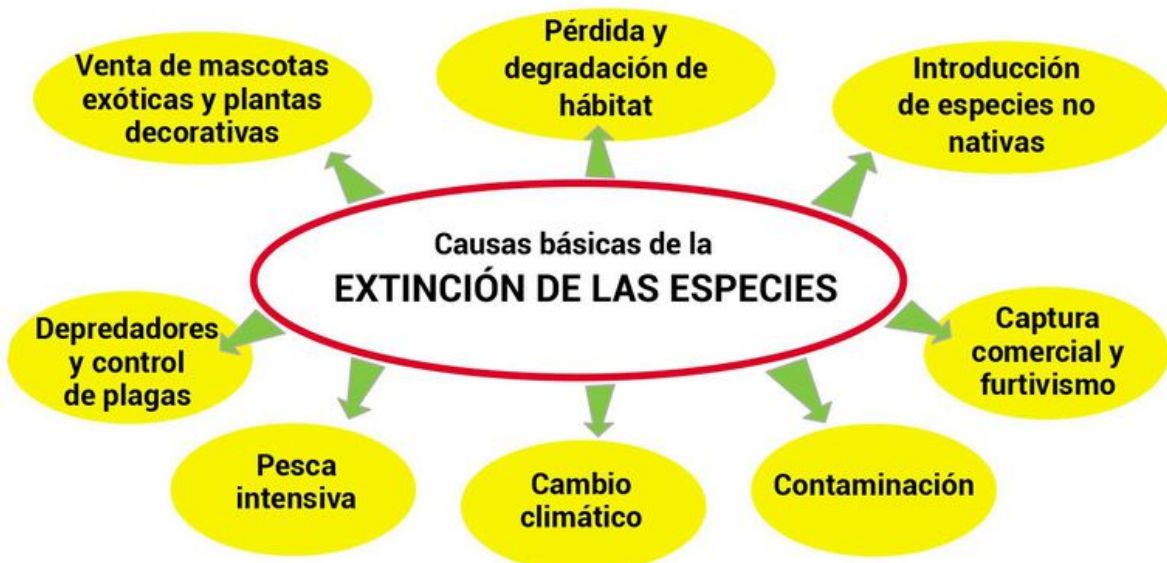 Venta de mascotas
exóticas y plantas
decorativas
Pérdida y
degradación de
hábitat
Introducción
de especies no
nativas
Causas básicas de la
EXTINCIÓN DE LAS ESPECIES
Depredadores
y control
de plagas
Captura
comercial y
furtivismo
Pesca
intensiva
Cambio
climático
Contaminación